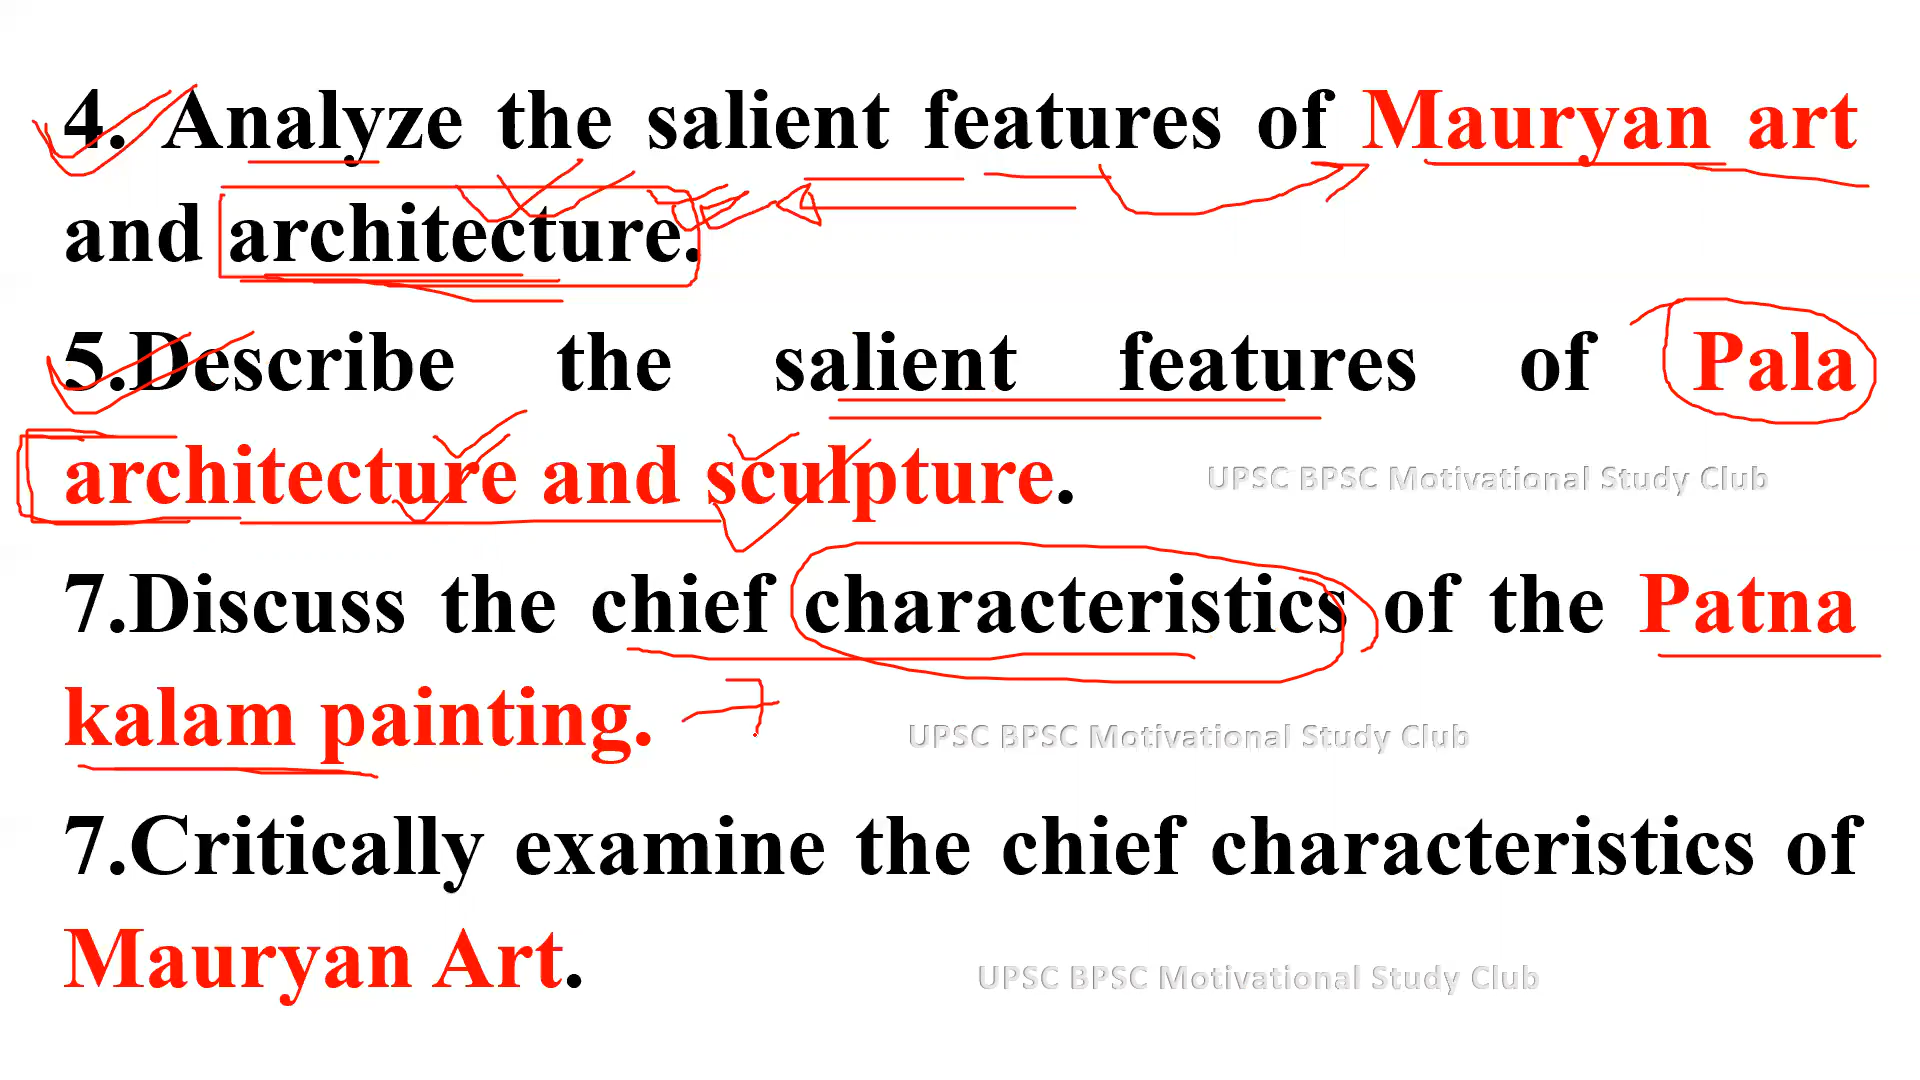 4. Analyze the salient features of Mauryan art
and architecture.
5.Describe the salient features of Pala
architecture and sculpture.
UPSC BPSC Motivational Study Club
7.Discuss the chief characteristics of the Patna
kalam painting.
UPSC BPSC Motivational Study Club
7.Critically examine the chief characteristics of
Mauryan Art.
UPSC BPSC Motivational Study Club